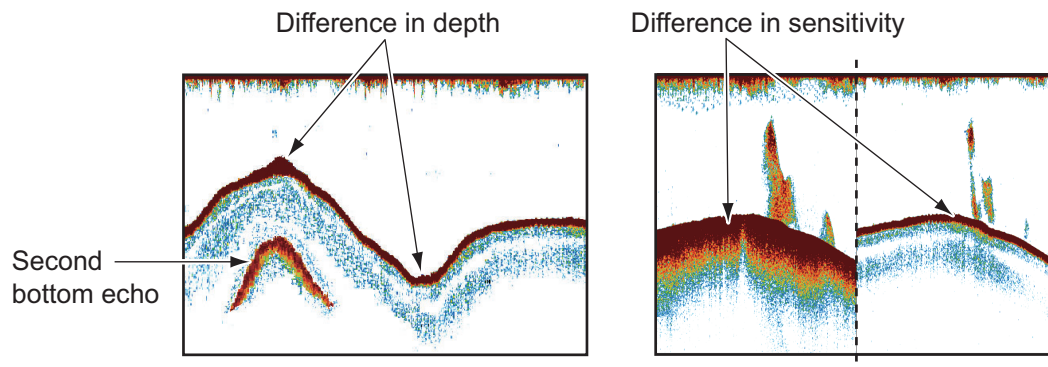 Difference in depth
Difference in sensitivity
Second
bottom echo